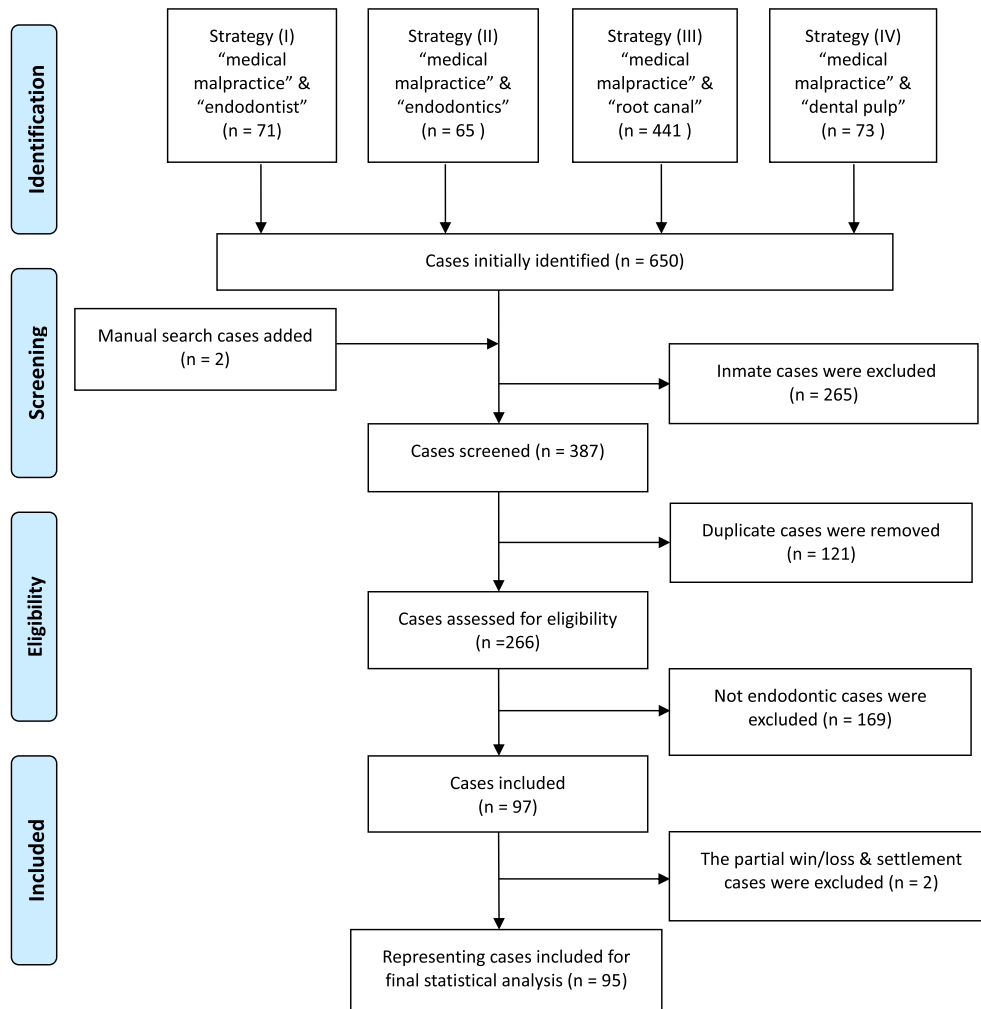 Identification
Strategy (I)
“medical
malpractice” &
“endodontist”
(n = 71)
Strategy (II)
“medical
malpractice” &
“endodontics”
(n = 65 )
Strategy (III)
“medical
malpractice” &
“root canal”
(n = 441 )
Strategy (IV)
“medical
malpractice” &
“dental pulp”
(n = 73 )
Cases initially identified (n = 650)
Screening
Manual search cases added
(n = 2)
Inmate cases were excluded
(n = 265)
Cases screened (n = 387)
Eligibility
Duplicate cases were removed
(n = 121)
Cases assessed for eligibility
(n =266)
Not endodontic cases were
excluded (n = 169)
Included
Cases included
(n = 97)
The partial win/loss & settlement
cases were excluded (n = 2)
Representing cases included for
final statistical analysis (n = 95)